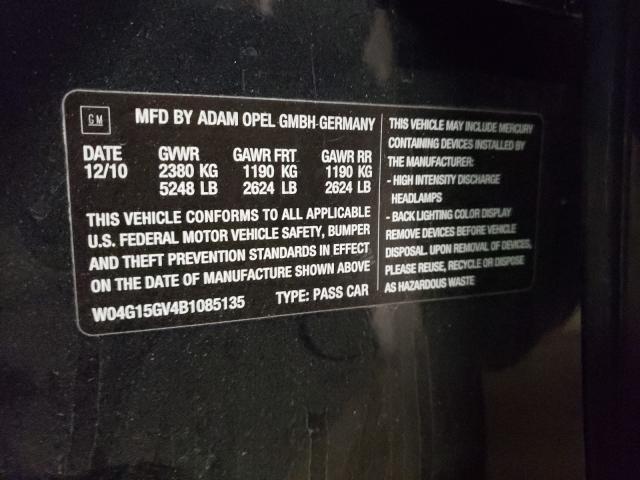 GM
MFD BY ADAM OPEL GMBH-GERMANY
DATE GVWR GAWR FRT GAWR RR
12/10 2380 KG 1190 KG 1190 KG
5248 LB 2624 LB 2624 LB
THIS VEHICLE CONFORMS TO ALL APPLICABLE
U.S. FEDERAL MOTOR VEHICLE SAFETY, BUMPER
AND THEFT PREVENTION STANDARDS IN EFFECT
ON THE DATE OF MANUFACTURE SHOWN ABOVE
W04G15GV4B1085135 TYPE: PASS CAR
THIS VEHICLE MAY INCLUDE MERCURY
CONTAINING DEVICES INSTALLED BY
THE MANUFACTURER:
- HIGH INTENSITY DISCHARGE
HEADLAMPS
- BACK LIGHTING COLOR DISPLAY
REMOVE DEVICES BEFORE VEHICLE
DISPOSAL. UPON REMOVAL OF DEVICES,
PLEASE REUSE, RECYCLE OR DISPOSE
AS HAZARDOUS WASTE